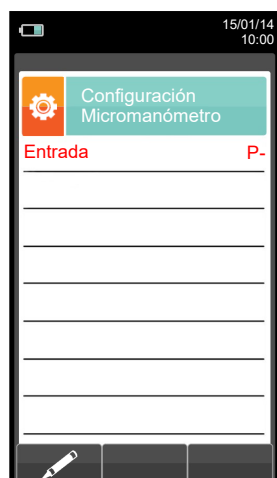 15/01/14
10:00
Configuración
Micromanómetro
Entrada P-